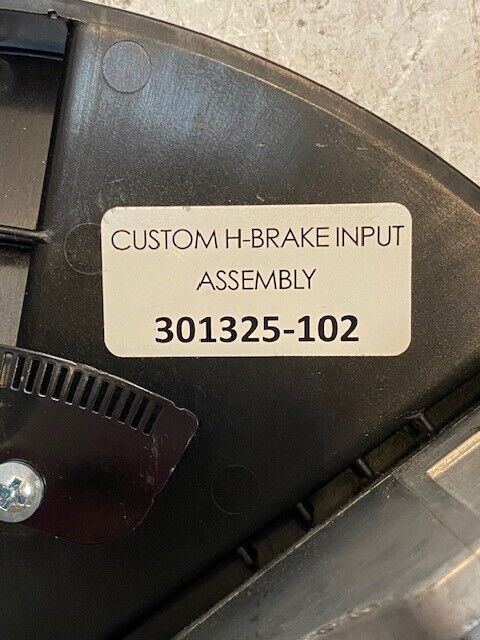 CUSTOM H-BRAKE INPUT
ASSEMBLY
301325-102